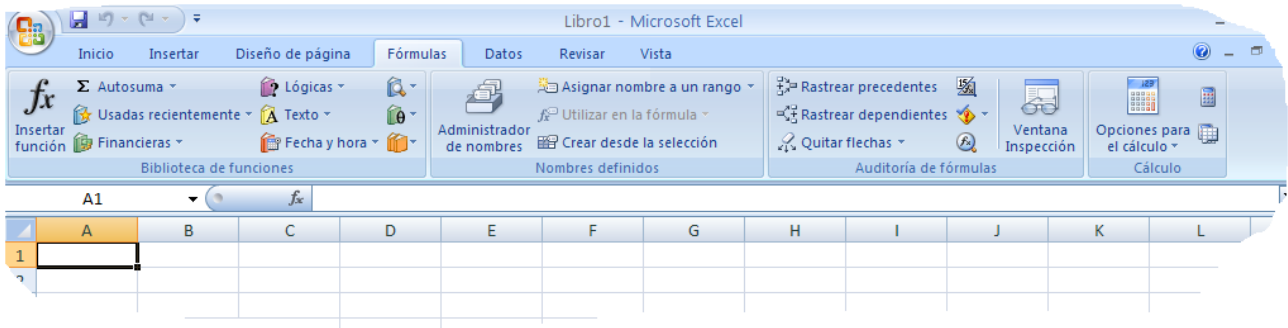 Libro1 - Microsoft Excel
Inicio Insertar Diseño de página Fórmulas Datos Revisar Vista
fx
Insertar función
Σ Autosuma
Usadas recientemente
Financieras
Lógicas
Texto
Fecha y hora
Biblioteca de funciones
Administrador de nombres
Asignar nombre a un rango
Utilizar en la fórmula
Crear desde la selección
Nombres definidos
Rastrear precedentes
Rastrear dependientes
Quitar flechas
Ventana Inspección
Auditoría de fórmulas
Opciones para el cálculo
Cálculo
A1 fx
A B C D E F G H I J K L
1